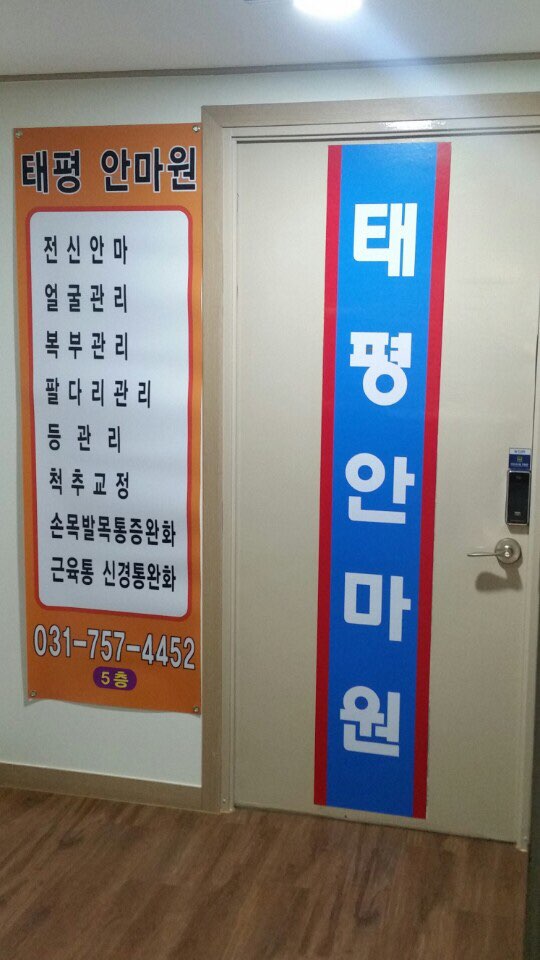 태평 안마원
전신안마
얼굴관리
복부관리
팔다리관리
등 관리
척추교정
손목발목통증완화
근육통 신경통완화
031-757-4452
5층
태평안마원